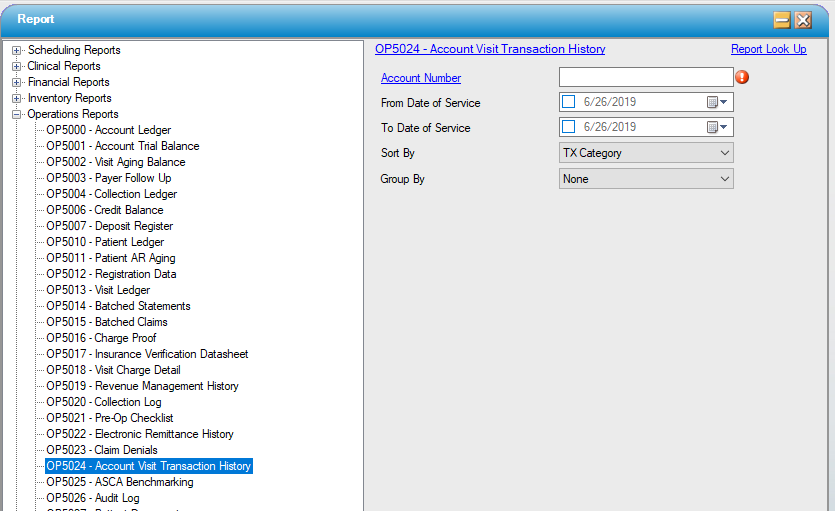 Report
Scheduling Reports
Clinical Reports
Financial Reports
Inventory Reports
Operations Reports
OP5000 - Account Ledger
OP5001 - Account Trial Balance
OP5002 - Visit Aging Balance
OP5003 - Payer Follow Up
OP5004 - Collection Ledger
OP5006 - Credit Balance
OP5007 - Deposit Register
OP5010 - Patient Ledger
OP5011 - Patient AR Aging
OP5012 - Registration Data
OP5013 - Visit Ledger
OP5014 - Batched Statements
OP5015 - Batched Claims
OP5016 - Charge Proof
OP5017 - Insurance Verification Datasheet
OP5018 - Visit Charge Detail
OP5019 - Revenue Management History
OP5020 - Collection Log
OP5021 - Pre-Op Checklist
OP5022 - Electronic Remittance History
OP5023 - Claim Denials
OP5024 - Account Visit Transaction History
OP5025 - ASCA Benchmarking
OP5026 - Audit Log
OP5024 - Account Visit Transaction History
Report Look Up
Account Number
From Date of Service 6/26/2019
To Date of Service 6/26/2019
Sort By TX Category
Group By None